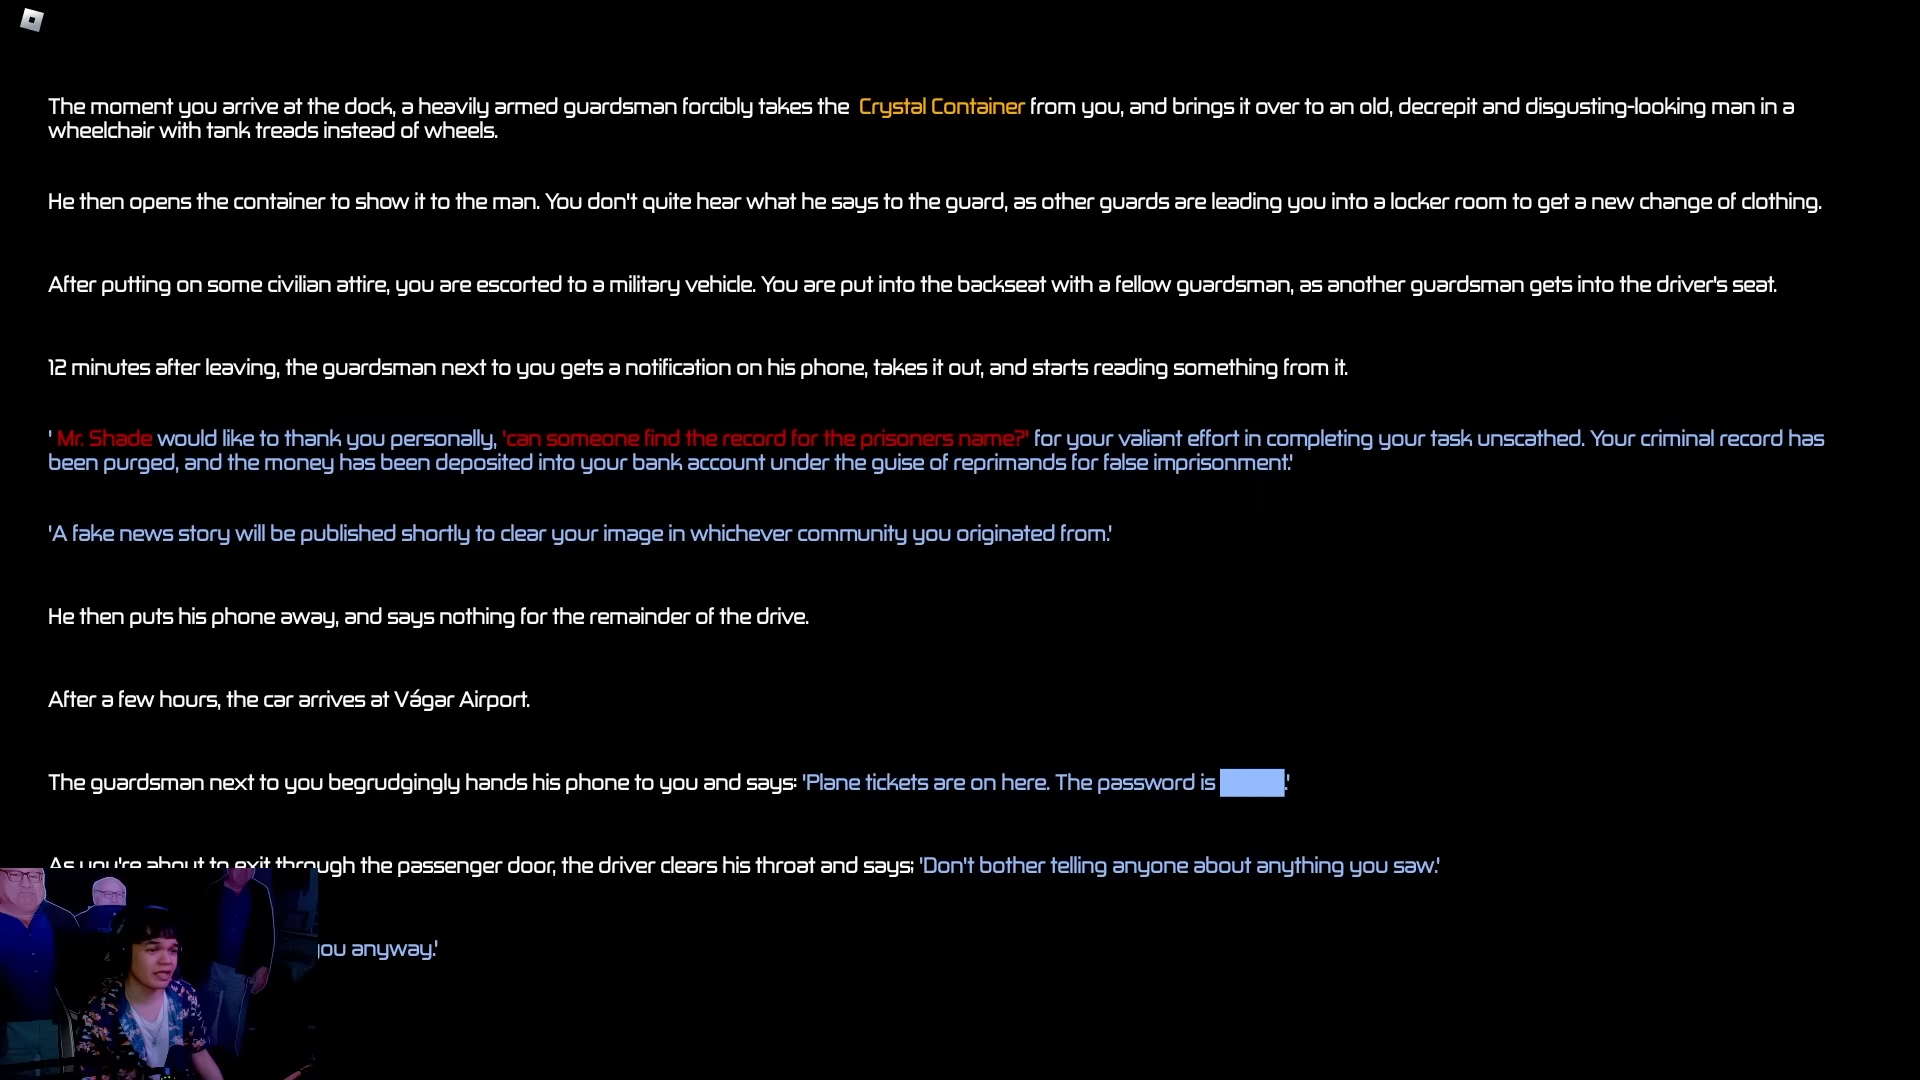 The moment you arrive at the dock, a heavily armed guardsman forcibly takes the Crystal Container from you, and brings it over to an old, decrepit and disgusting-looking man in a
wheelchair with tank treads instead of wheels.
He then opens the container to show it to the man. You don't quite hear what he says to the guard, as other guards are leading you into a locker room to get a new change of clothing.
After putting on some civilian attire, you are escorted to a military vehicle. You are put into the backseat with a fellow guardsman, as another guardsman gets into the driver's seat.
12 minutes after leaving, the guardsman next to you gets a notification on his phone, takes it out, and starts reading something from it.
' Mr. Shade would like to thank you personally, 'can someone find the record for the prisoners name?' for your valiant effort in completing your task unscathed. Your criminal record has
been purged, and the money has been deposited into your bank account under the guise of reprimands for false imprisonment.'
'A fake news story will be published shortly to clear your image in whichever community you originated from.'
He then puts his phone away, and says nothing for the remainder of the drive.
After a few hours, the car arrives at Vágar Airport.
The guardsman next to you begrudgingly hands his phone to you and says: 'Plane tickets are on here. The password is .'
As you're about to exit through the passenger door, the driver clears his throat and says; 'Don't bother telling anyone about anything you saw.'
you anyway.'